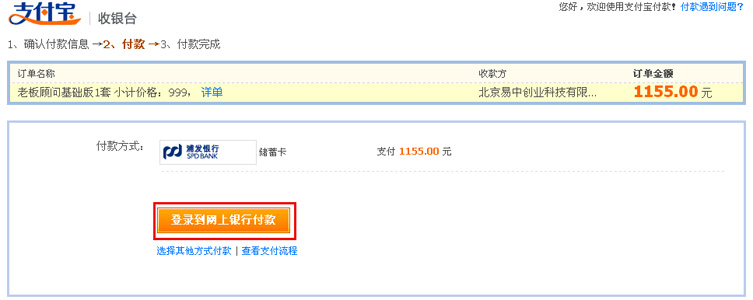 您好，欢迎使用支付宝付款！ 付款遇到问题？
支付宝 | 收银台
1、确认付款信息 →2、付款 →3、付款完成
订单名称 收款方 订单金额
老板顾问基础版1套 小计价格：999， 详单 北京易中创业科技有限... 1155.00 元
付款方式： 浦发银行 SPD BANK 储蓄卡 支付 1155.00 元
登录到网上银行付款
选择其他方式付款 | 查看支付流程